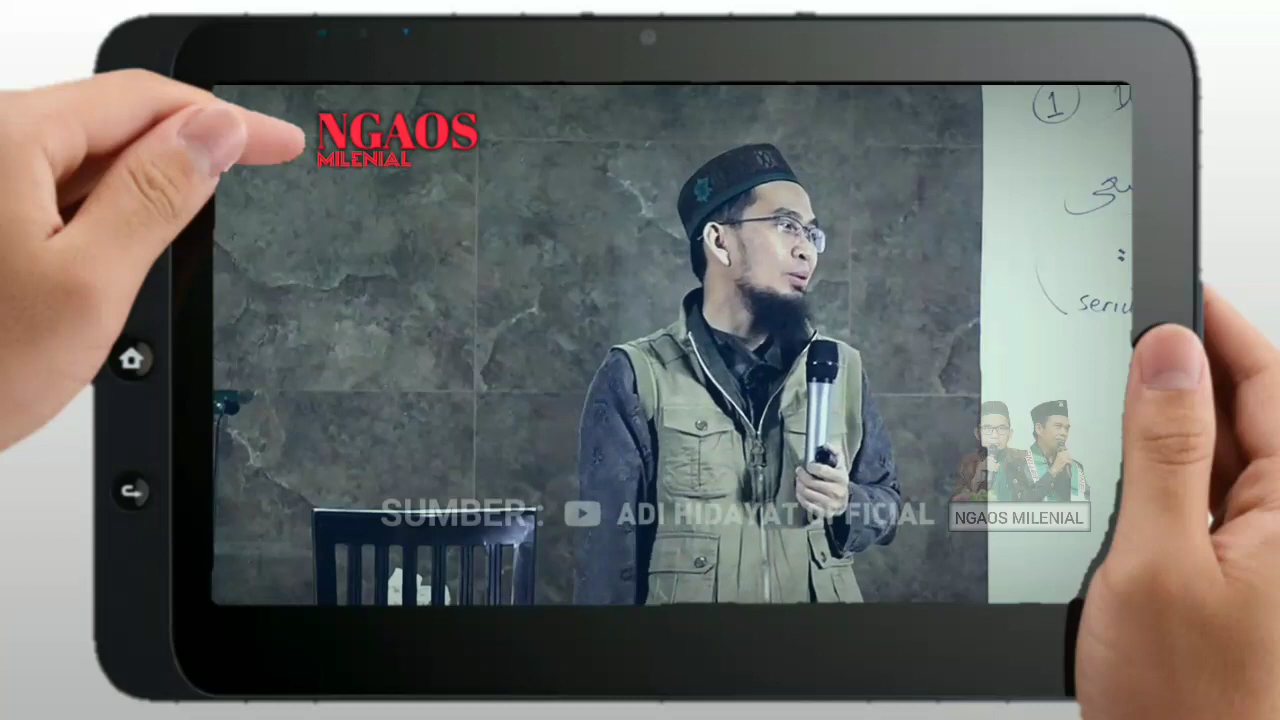 NGAOS
MILENIAL
1
seriu
SUMBER : ADI HIDAYAT OFFICIAL
NGAOS MILENIAL